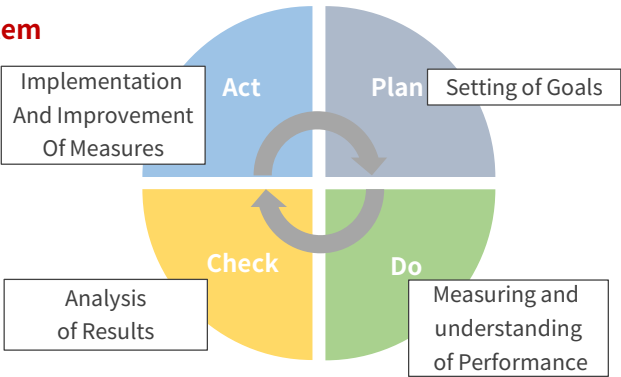 em
Act
Implementation
And Improvement
Of Measures
Plan
Setting of Goals
Check
Analysis
of Results
Do
Measuring and
understanding
of Performance